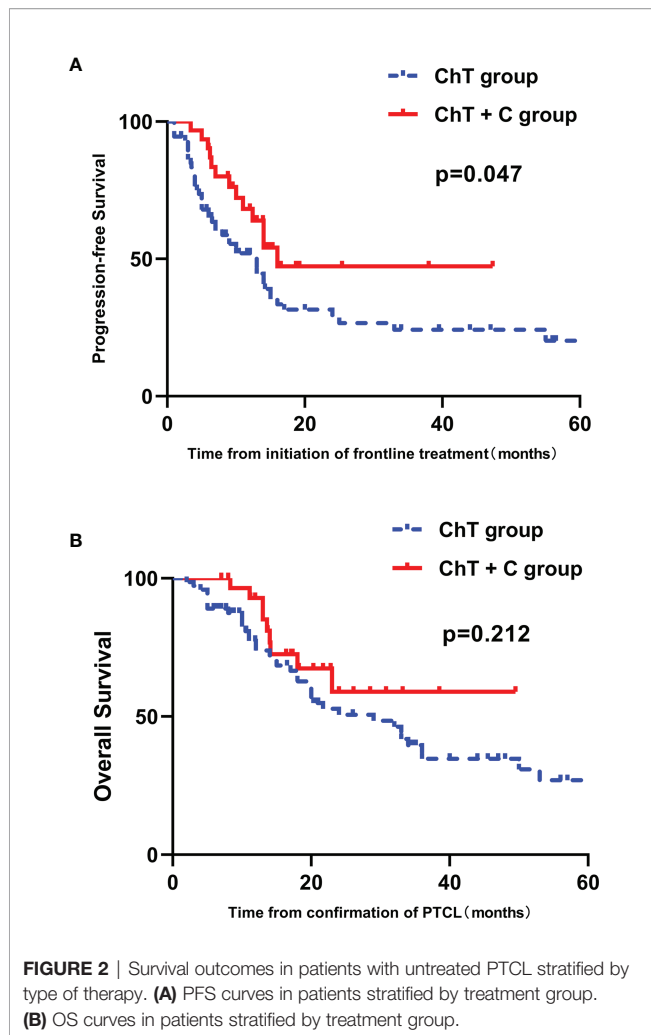 A
ChT group
ChT + C group
p=0.047
100
50
0
Progression-free Survival
0 20 40 60
Time from initiation of frontline treatment（months）
B
ChT group
ChT + C group
p=0.212
100
50
0
Overall Survival
0 20 40 60
Time from confirmation of PTCL（months）
FIGURE 2 | Survival outcomes in patients with untreated PTCL stratified by
type of therapy. (A) PFS curves in patients stratified by treatment group.
(B) OS curves in patients stratified by treatment group.